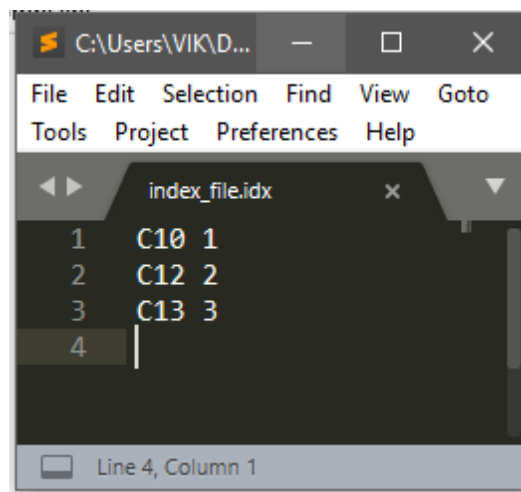 C:\Users\VIK\D...
File Edit Selection Find View Goto
Tools Project Preferences Help
index_file.idx
1 C10 1
2 C12 2
3 C13 3
4
Line 4, Column 1